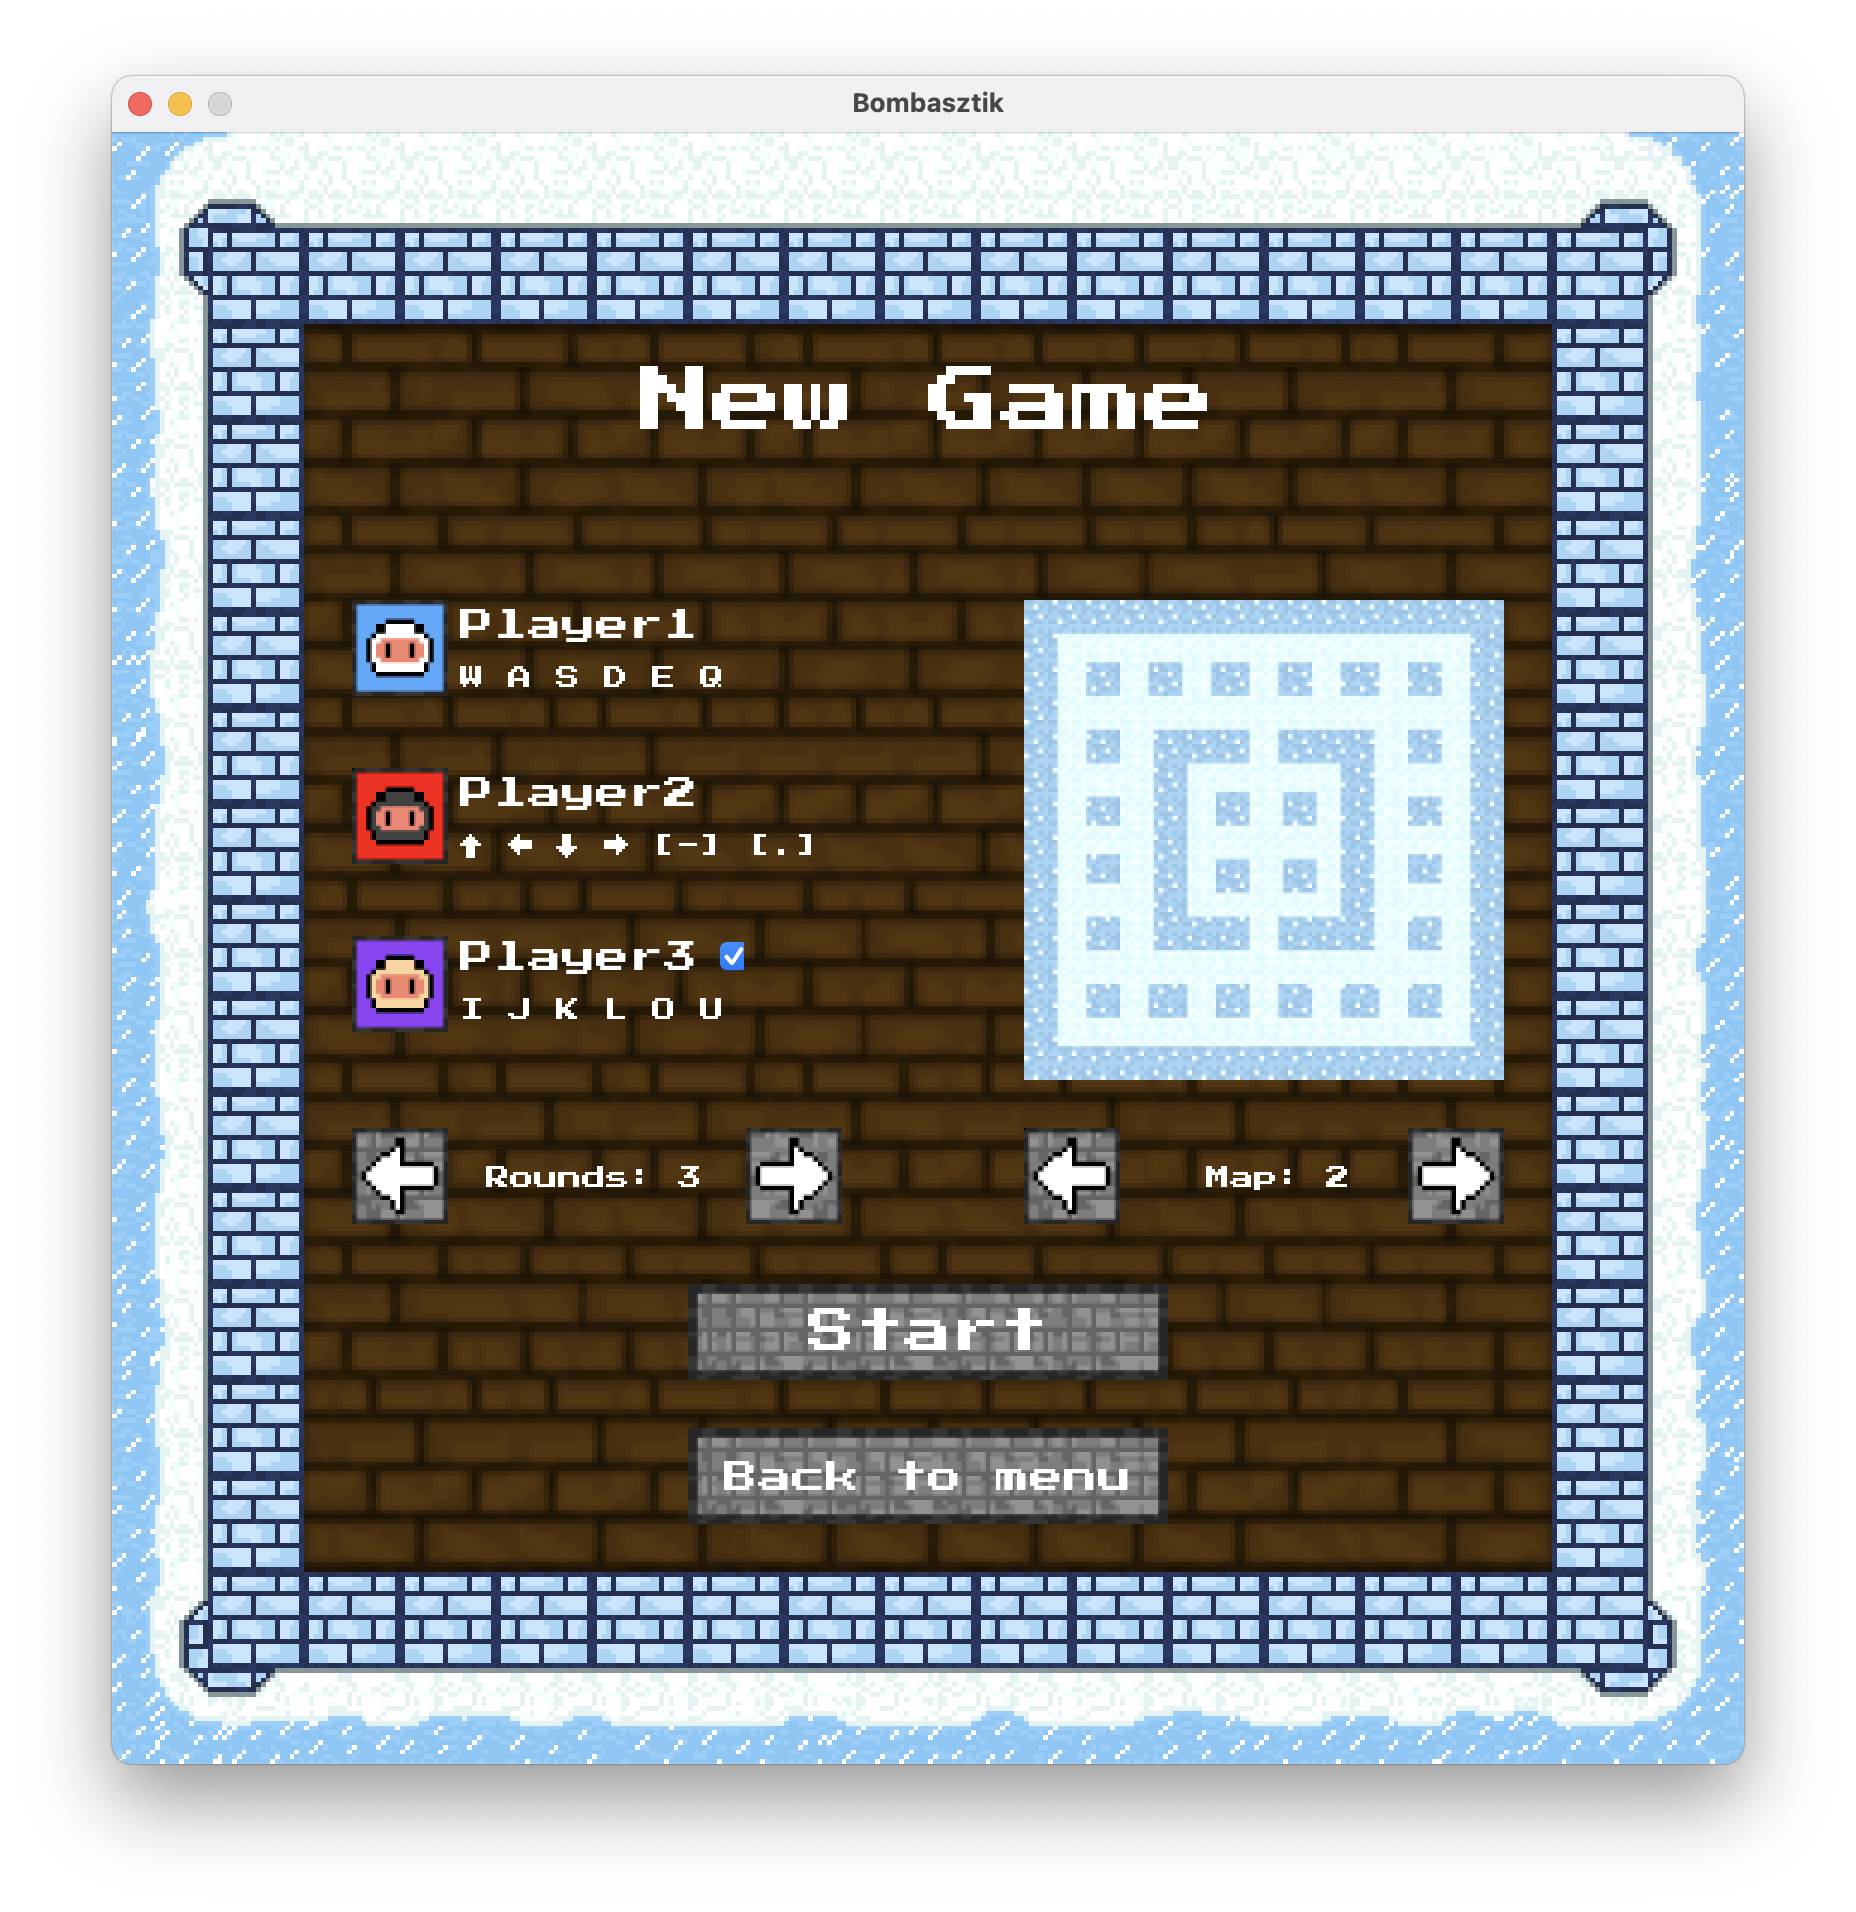 Bombasztik
New Game
Player1
W A S D E Q
Player2
↑ ← ↓ → [-] [.]
Player3
I J K L O U
Rounds: 3
Map: 2
Start
Back to menu